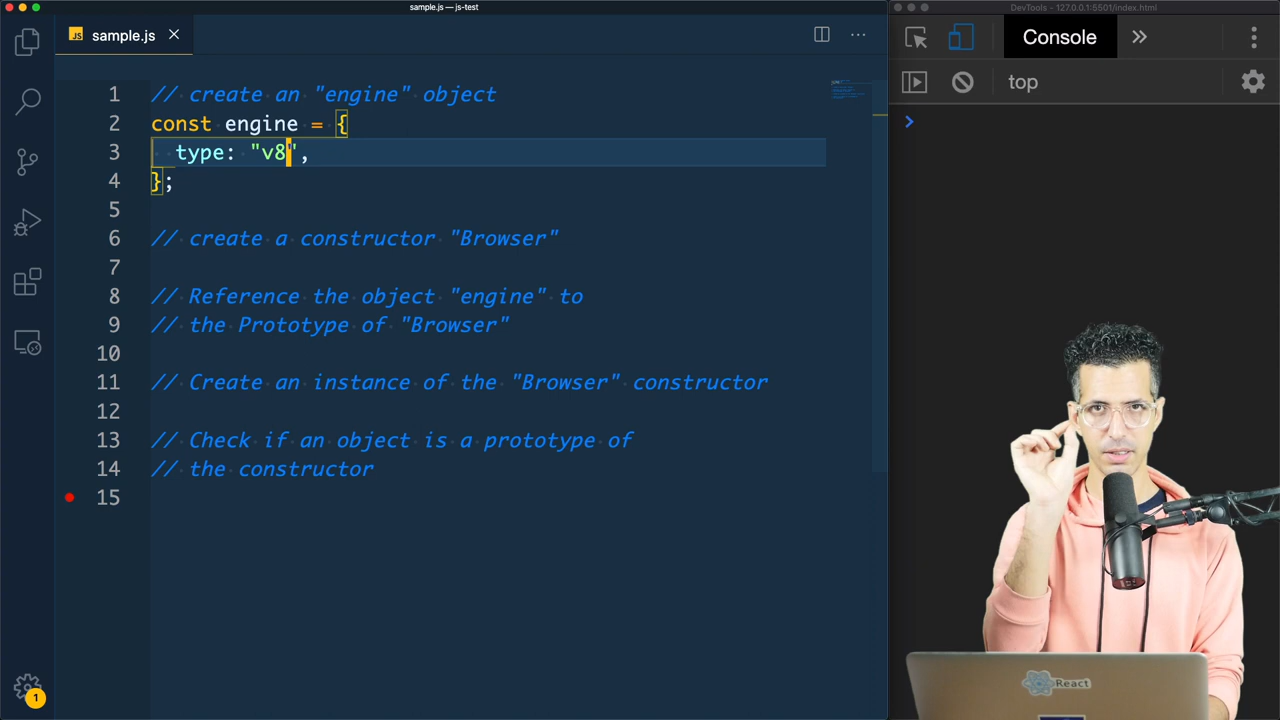 sample.js — js-test
DevTools - 127.0.0.1:5501/index.html
JS sample.js
Console
top
1 // create an "engine" object
2 const engine = {
3 type: "v8",
4 };
5
6 // create a constructor "Browser"
7
8 // Reference the object "engine" to
9 // the Prototype of "Browser"
10
11 // Create an instance of the "Browser" constructor
12
13 // Check if an object is a prototype of
14 // the constructor
15
React
1